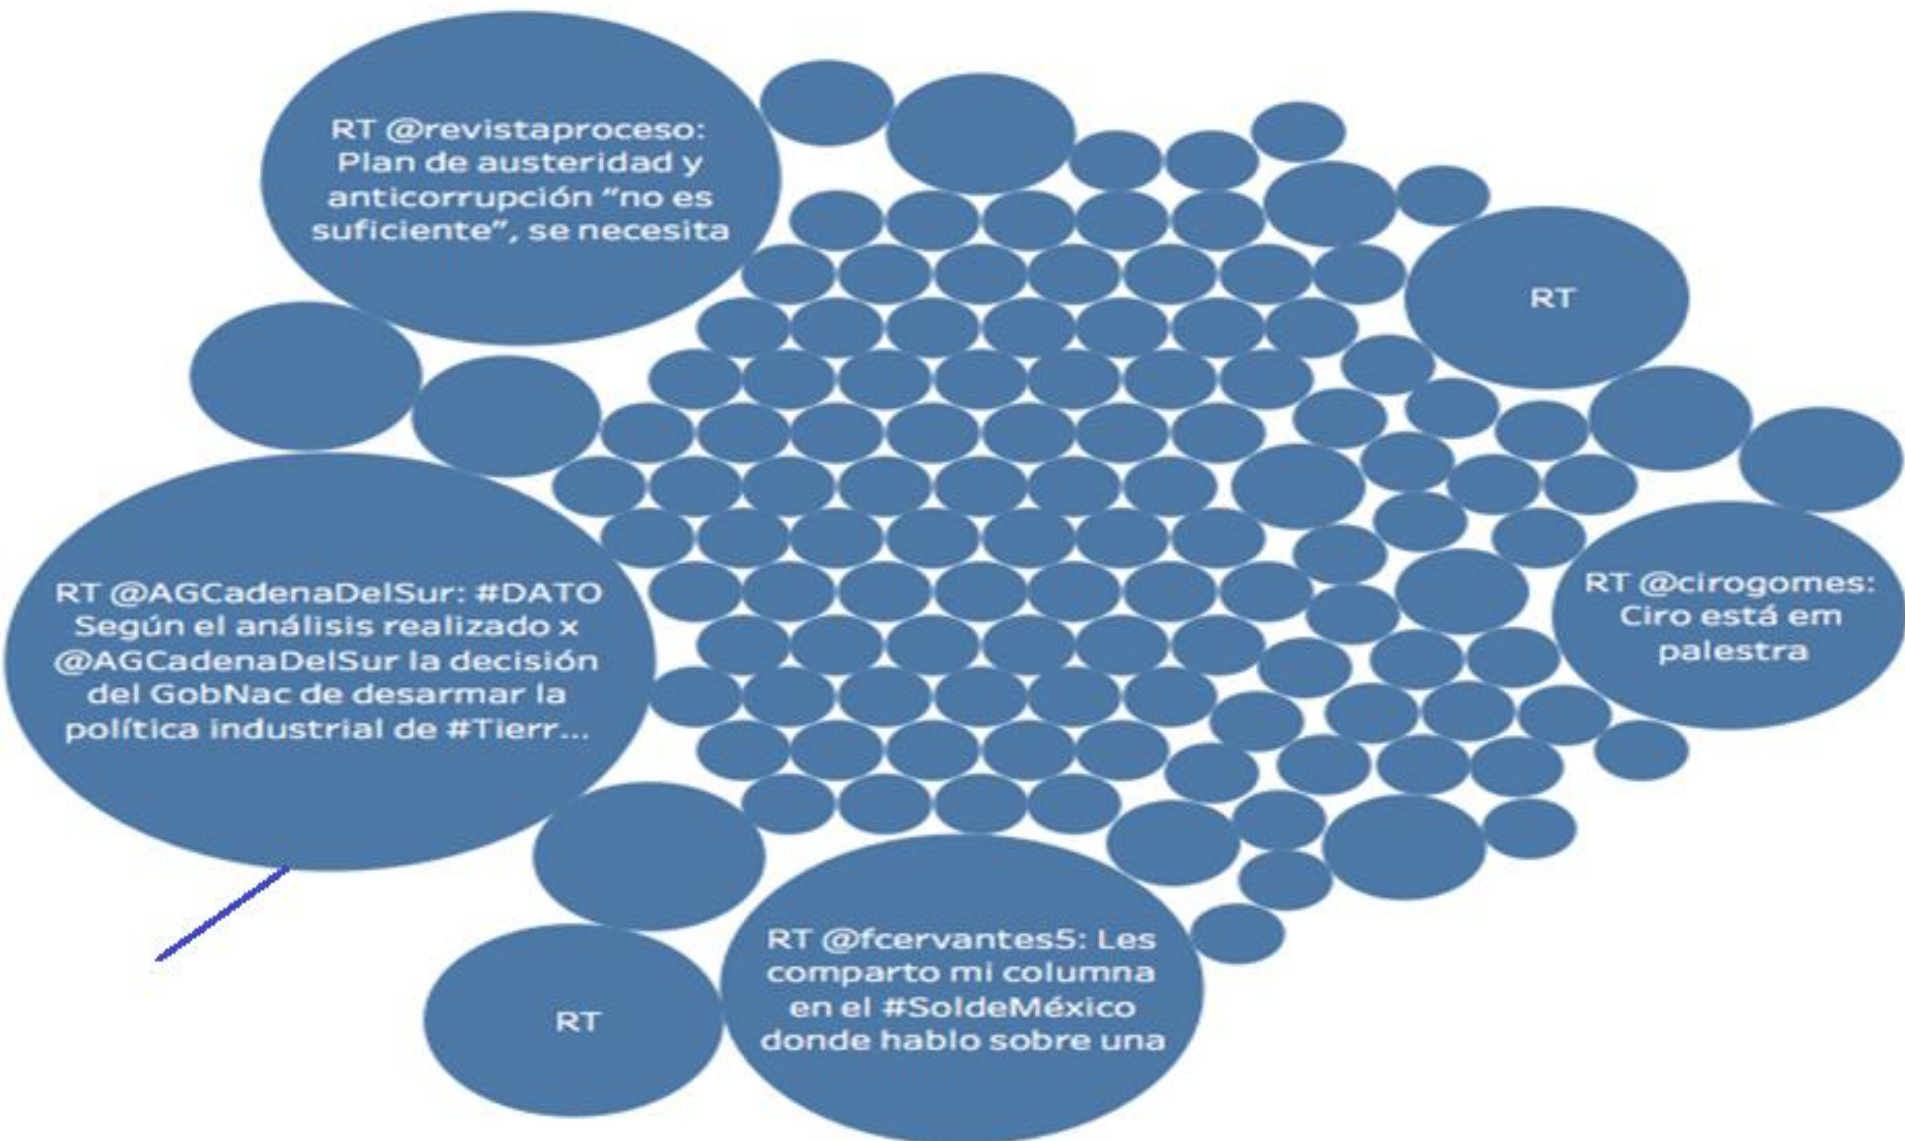 RT @revistaproceso:
Plan de austeridad y
anticorrupción “no es
suficiente”, se necesita
RT
RT @AGCadenaDelSur: #DATO
Según el análisis realizado x
@AGCadenaDelSur la decisión
del GobNac de desarmar la
política industrial de #Tierr...
RT @cirogomes:
Ciro está em
palestra
RT @fcervantes5: Les
comparto mi columna
en el #SoldeMéxico
donde hablo sobre una
RT